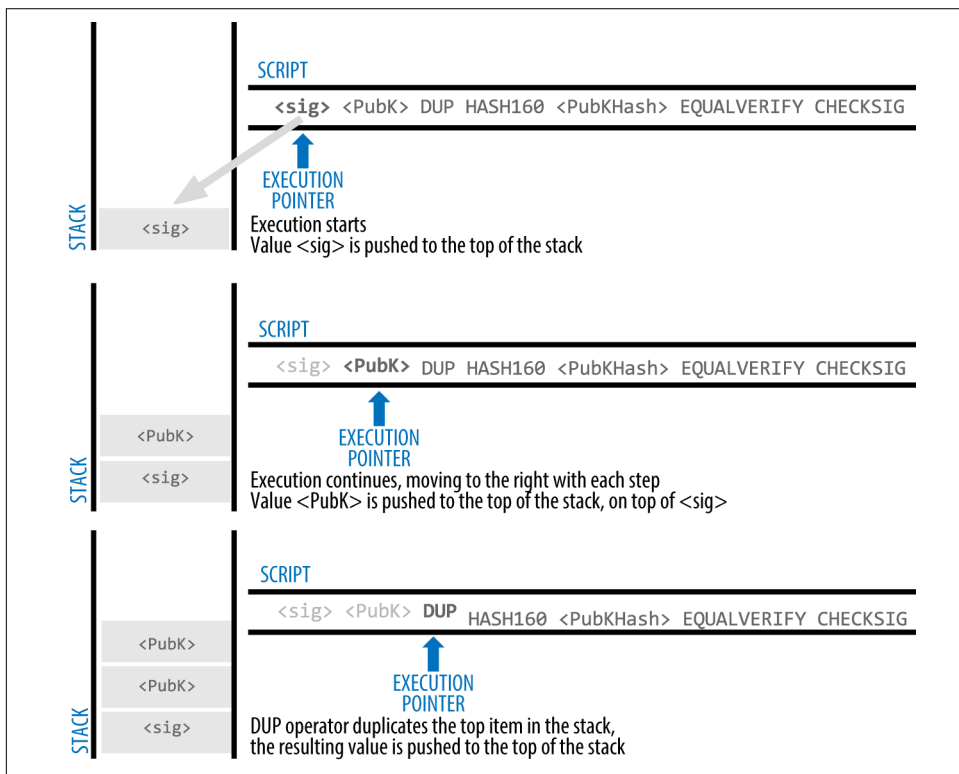 SCRIPT
<sig> <PubK> DUP HASH160 <PubKHash> EQUALVERIFY CHECKSIG
EXECUTION
POINTER
STACK
<sig>
Execution starts
Value <sig> is pushed to the top of the stack
SCRIPT
<sig> <PubK> DUP HASH160 <PubKHash> EQUALVERIFY CHECKSIG
EXECUTION
POINTER
STACK
<PubK>
<sig>
Execution continues, moving to the right with each step
Value <PubK> is pushed to the top of the stack, on top of <sig>
SCRIPT
<sig> <PubK> DUP HASH160 <PubKHash> EQUALVERIFY CHECKSIG
EXECUTION
POINTER
STACK
<PubK>
<PubK>
<sig>
DUP operator duplicates the top item in the stack,
the resulting value is pushed to the top of the stack